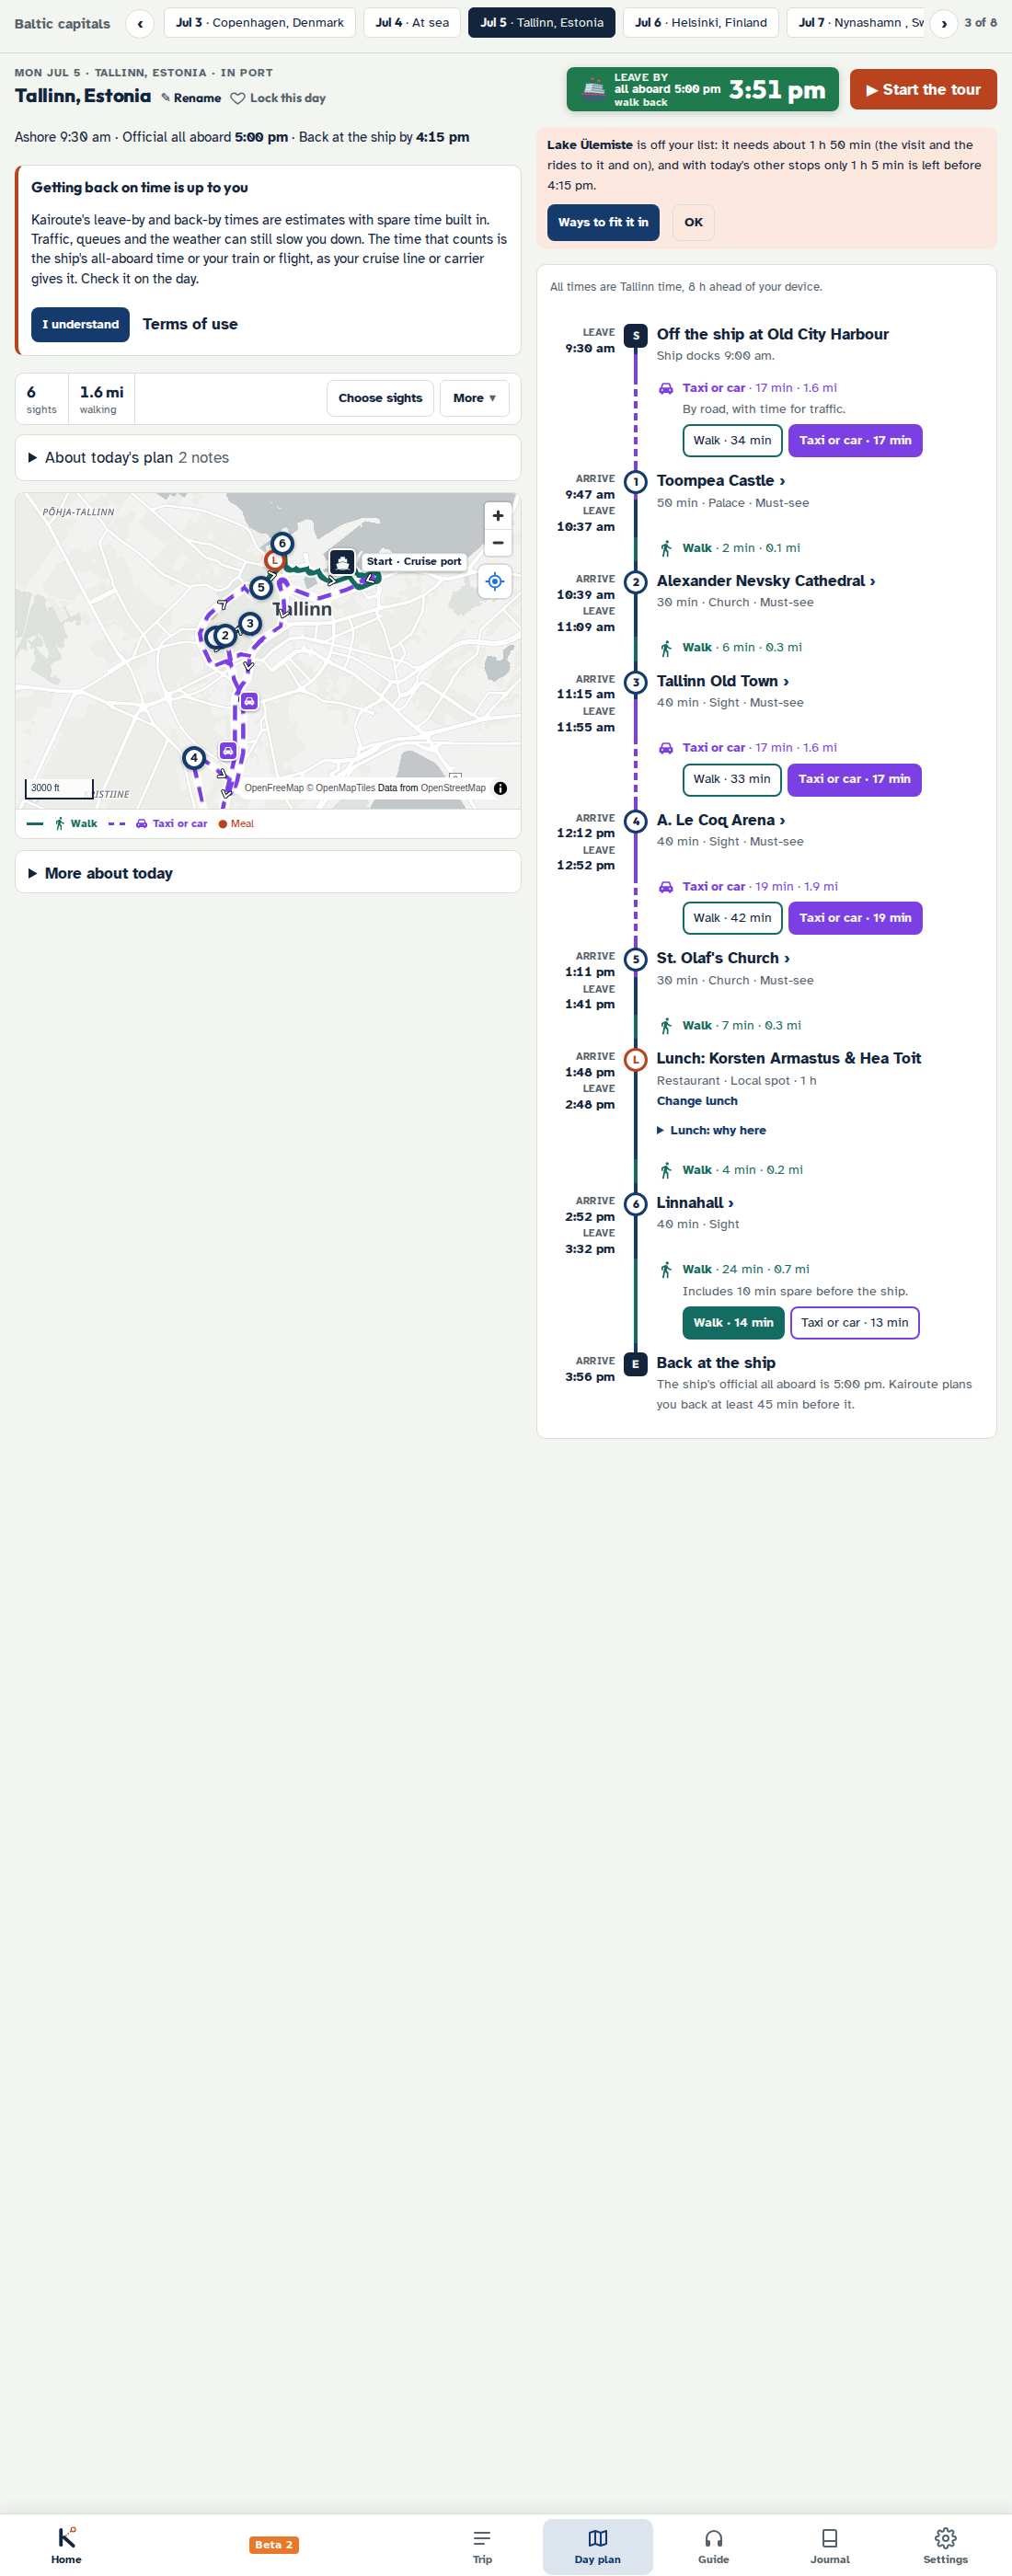 Baltic capitals
‹
Jul 3 · Copenhagen, Denmark
Jul 4 · At sea
Jul 5 · Tallinn, Estonia
Jul 6 · Helsinki, Finland
Jul 7 · Nynashamn , Sw
›
3 of 8
MON JUL 5 · TALLINN, ESTONIA · IN PORT
Tallinn, Estonia
✎ Rename
Lock this day
LEAVE BY
all aboard 5:00 pm
walk back
3:51 pm
▶ Start the tour
Ashore 9:30 am · Official all aboard 5:00 pm · Back at the ship by 4:15 pm
Getting back on time is up to you
Kairoute's leave-by and back-by times are estimates with spare time built in.
Traffic, queues and the weather can still slow you down. The time that counts is
the ship's all-aboard time or your train or flight, as your cruise line or carrier
gives it. Check it on the day.
I understand
Terms of use
6
sights
1.6 mi
walking
Choose sights
More ▼
▶ About today's plan 2 notes
PÕHJA-TALLINN
6
L
Start · Cruise port
5
Tallinn
3
2
4
3000 ft
RISTIINE
OpenFreeMap © OpenMapTiles Data from OpenStreetMap
Walk
Taxi or car
Meal
▶ More about today
Lake Ülemiste is off your list: it needs about 1 h 50 min (the visit and the
rides to it and on), and with today's other stops only 1 h 5 min is left before
4:15 pm.
Ways to fit it in
OK
All times are Tallinn time, 8 h ahead of your device.
LEAVE
9:30 am
S
Off the ship at Old City Harbour
Ship docks 9:00 am.
Taxi or car · 17 min · 1.6 mi
By road, with time for traffic.
Walk · 34 min
Taxi or car · 17 min
ARRIVE
9:47 am
LEAVE
10:37 am
1
Toompea Castle ›
50 min · Palace · Must-see
Walk · 2 min · 0.1 mi
ARRIVE
10:39 am
LEAVE
11:09 am
2
Alexander Nevsky Cathedral ›
30 min · Church · Must-see
Walk · 6 min · 0.3 mi
ARRIVE
11:15 am
LEAVE
11:55 am
3
Tallinn Old Town ›
40 min · Sight · Must-see
Taxi or car · 17 min · 1.6 mi
Walk · 33 min
Taxi or car · 17 min
ARRIVE
12:12 pm
LEAVE
12:52 pm
4
A. Le Coq Arena ›
40 min · Sight · Must-see
Taxi or car · 19 min · 1.9 mi
Walk · 42 min
Taxi or car · 19 min
ARRIVE
1:11 pm
LEAVE
1:41 pm
5
St. Olaf's Church ›
30 min · Church · Must-see
Walk · 7 min · 0.3 mi
ARRIVE
1:48 pm
LEAVE
2:48 pm
L
Lunch: Korsten Armastus & Hea Toit
Restaurant · Local spot · 1 h
Change lunch
▶ Lunch: why here
Walk · 4 min · 0.2 mi
ARRIVE
2:52 pm
LEAVE
3:32 pm
6
Linnahall ›
40 min · Sight
Walk · 24 min · 0.7 mi
Includes 10 min spare before the ship.
Walk · 14 min
Taxi or car · 13 min
ARRIVE
3:56 pm
E
Back at the ship
The ship's official all aboard is 5:00 pm. Kairoute plans
you back at least 45 min before it.
Home
Beta 2
Trip
Day plan
Guide
Journal
Settings